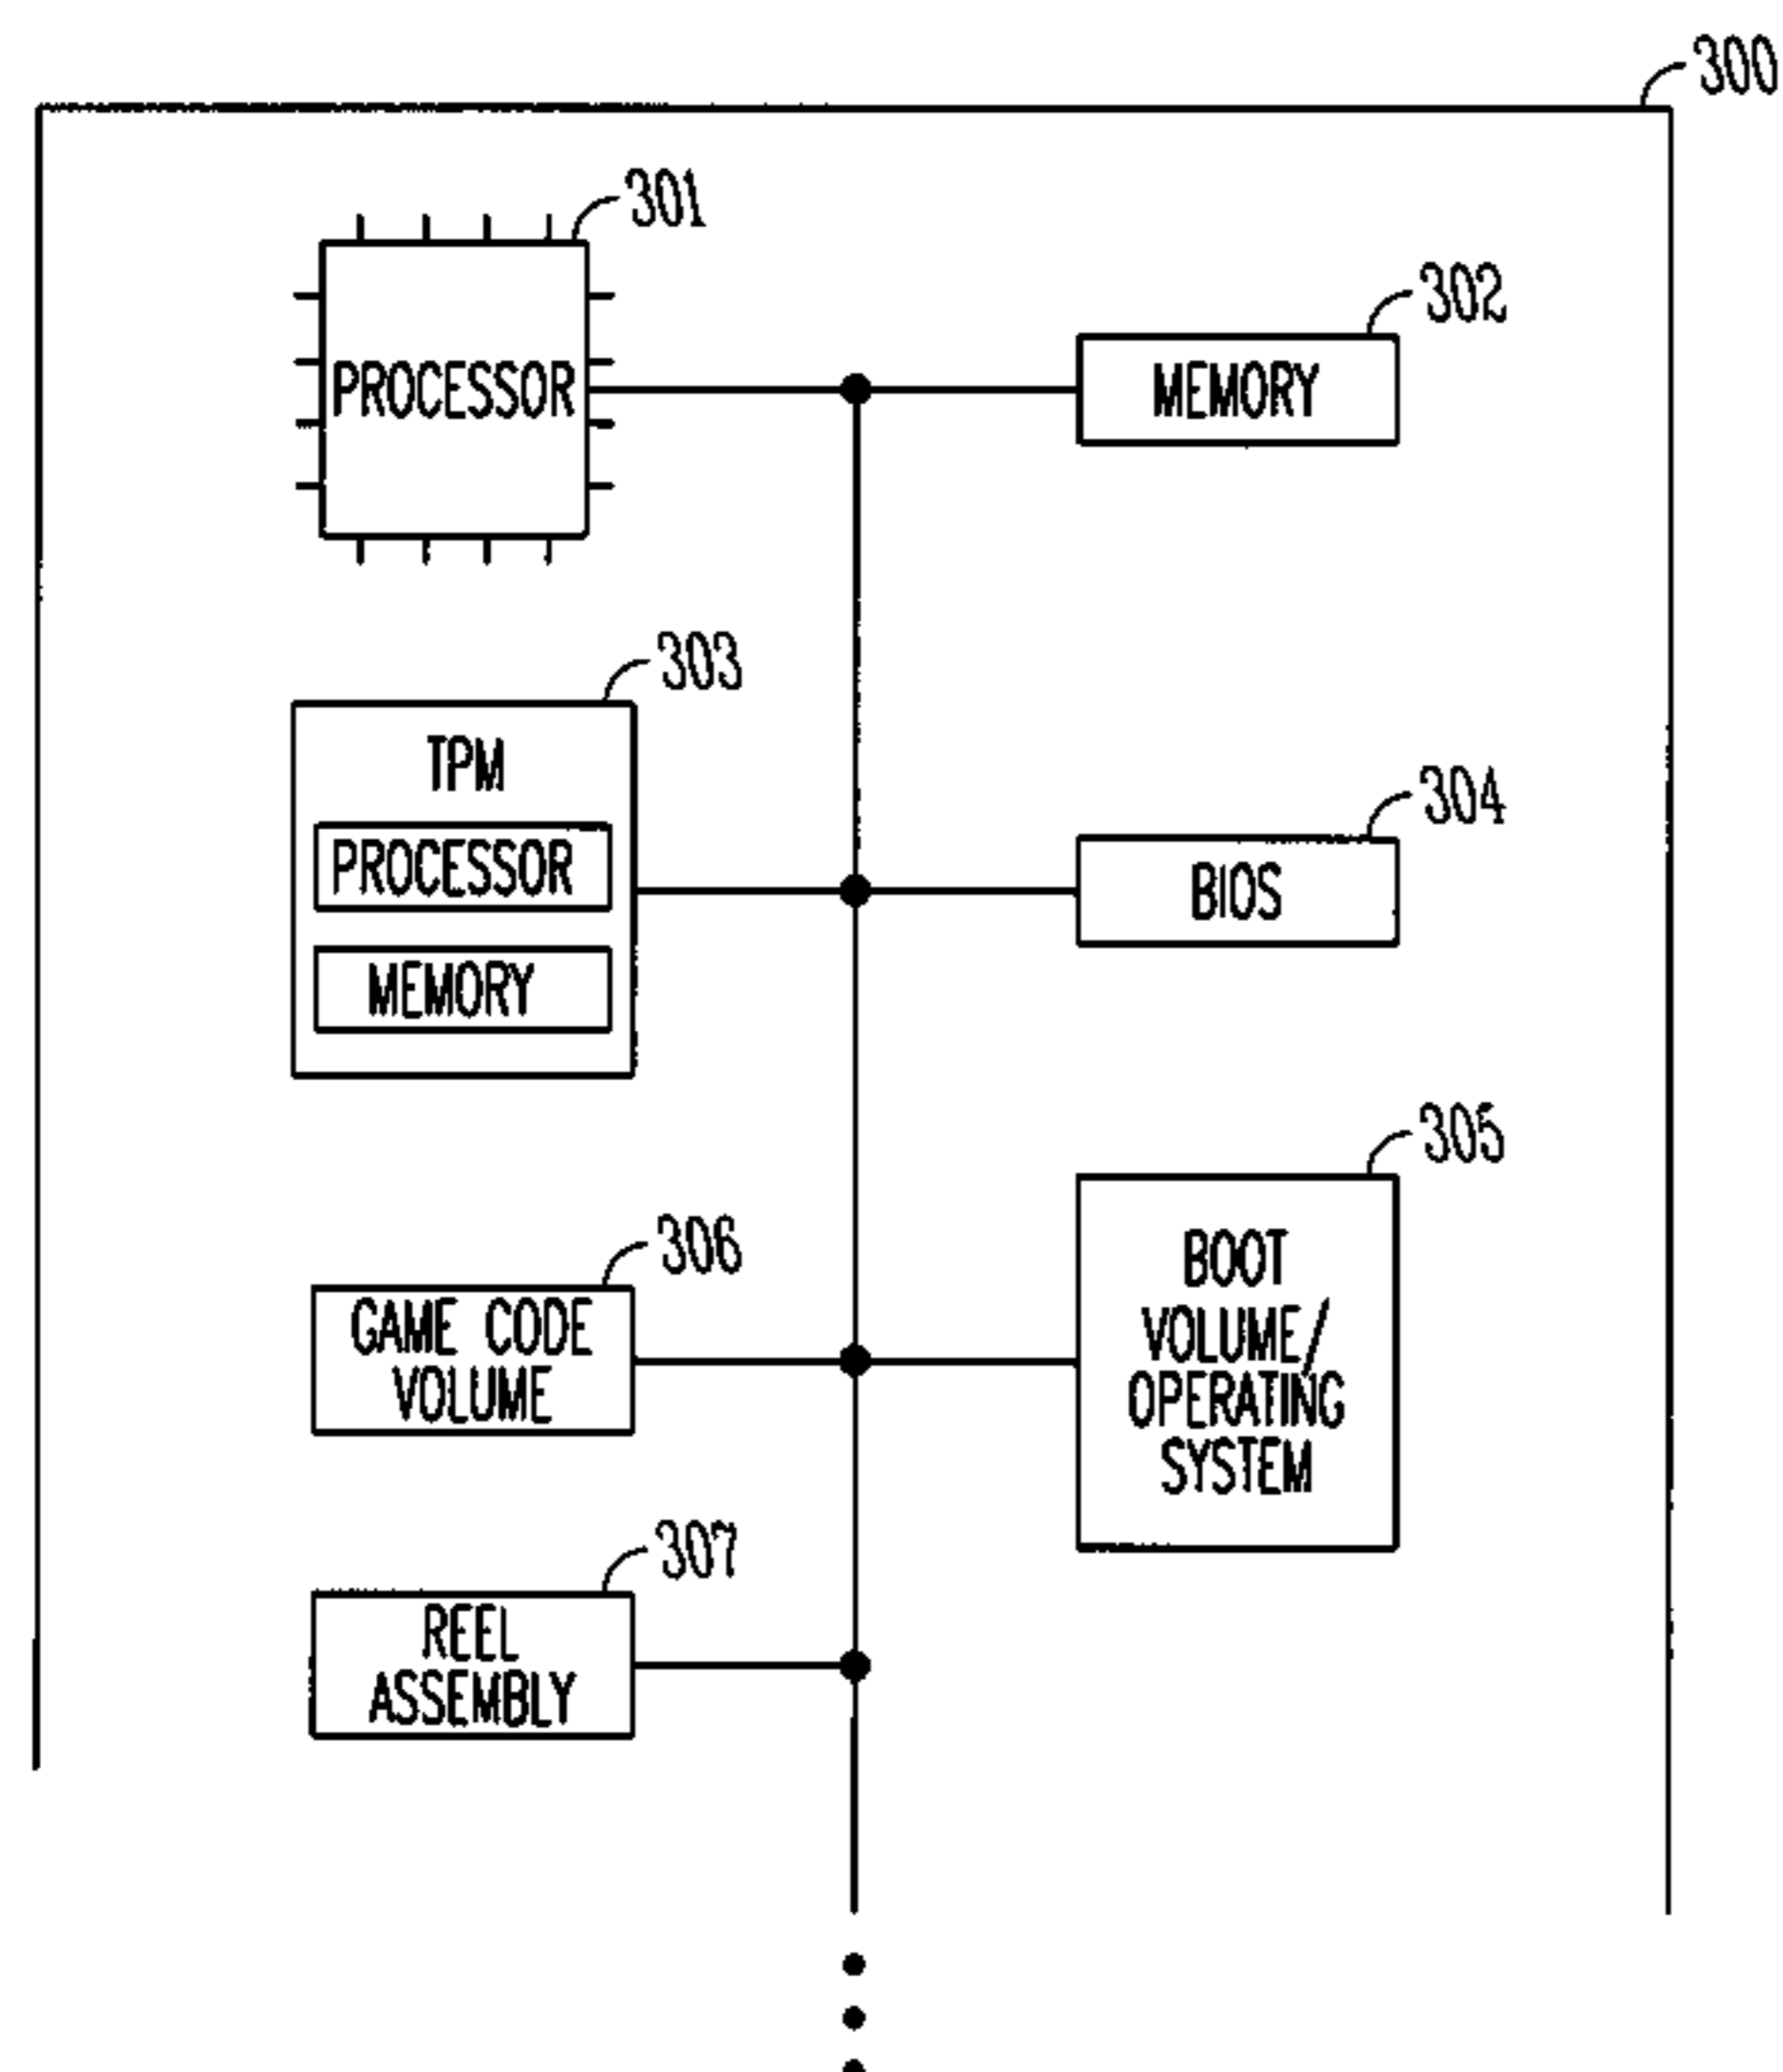 300
301
PROCESSOR
302
MEMORY
303
TPM
PROCESSOR
MEMORY
304
BIOS
305
BOOT
VOLUME/
OPERATING
SYSTEM
306
GAME CODE
VOLUME
307
REEL
ASSEMBLY